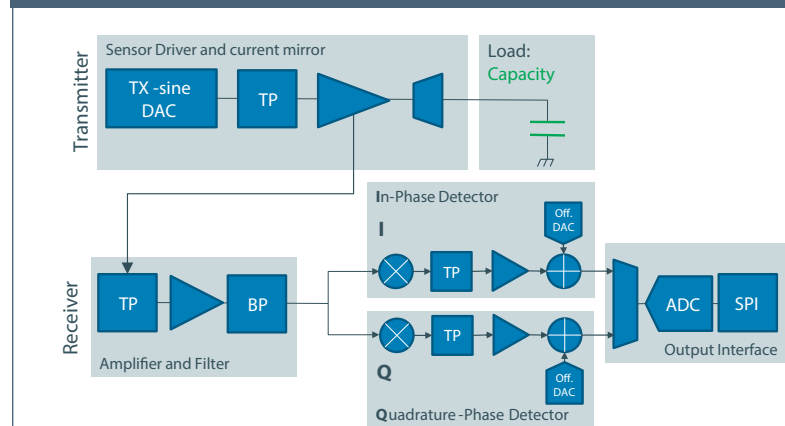 Transmitter
Sensor Driver and current mirror
TX -sine
DAC
TP
Load:
Capacity
Receiver
TP
BP
Amplifier and Filter
In-Phase Detector
I
Off.
DAC
TP
TP
Q
Off.
DAC
Quadrature -Phase Detector
ADC
SPI
Output Interface